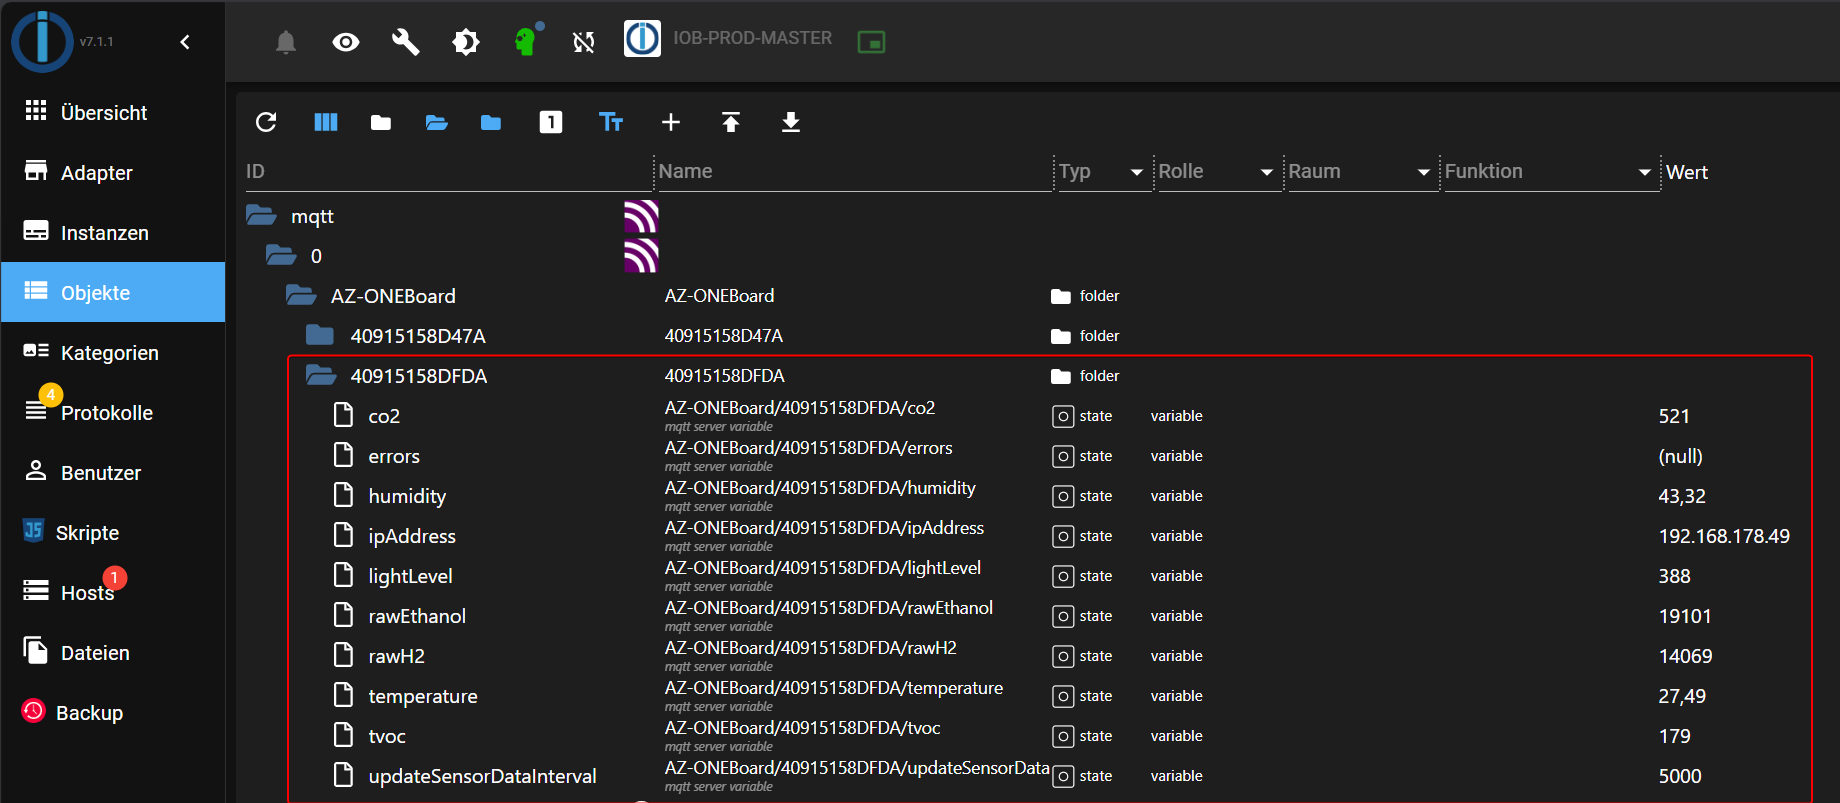 v7.1.1
IOB-PROD-MASTER
Übersicht
Adapter
Instanzen
Objekte
Kategorien
4
Protokolle
Benutzer
JS
Skripte
1
Hosts
Dateien
Backup
1
Tт
ID Name Typ Rolle Raum Funktion Wert
mqtt
0
AZ-ONEBoard AZ-ONEBoard folder
40915158D47A 40915158D47A folder
40915158DFDA 40915158DFDA folder
co2 AZ-ONEBoard/40915158DFDA/co2 state variable 521
mqtt server variable
errors AZ-ONEBoard/40915158DFDA/errors state variable (null)
mqtt server variable
humidity AZ-ONEBoard/40915158DFDA/humidity state variable 43,32
mqtt server variable
ipAddress AZ-ONEBoard/40915158DFDA/ipAddress state variable 192.168.178.49
mqtt server variable
lightLevel AZ-ONEBoard/40915158DFDA/lightLevel state variable 388
mqtt server variable
rawEthanol AZ-ONEBoard/40915158DFDA/rawEthanol state variable 19101
mqtt server variable
rawH2 AZ-ONEBoard/40915158DFDA/rawH2 state variable 14069
mqtt server variable
temperature AZ-ONEBoard/40915158DFDA/temperature state variable 27,49
mqtt server variable
tvoc AZ-ONEBoard/40915158DFDA/tvoc state variable 179
mqtt server variable
updateSensorDataInterval AZ-ONEBoard/40915158DFDA/updateSensorData state variable 5000
mqtt server variable